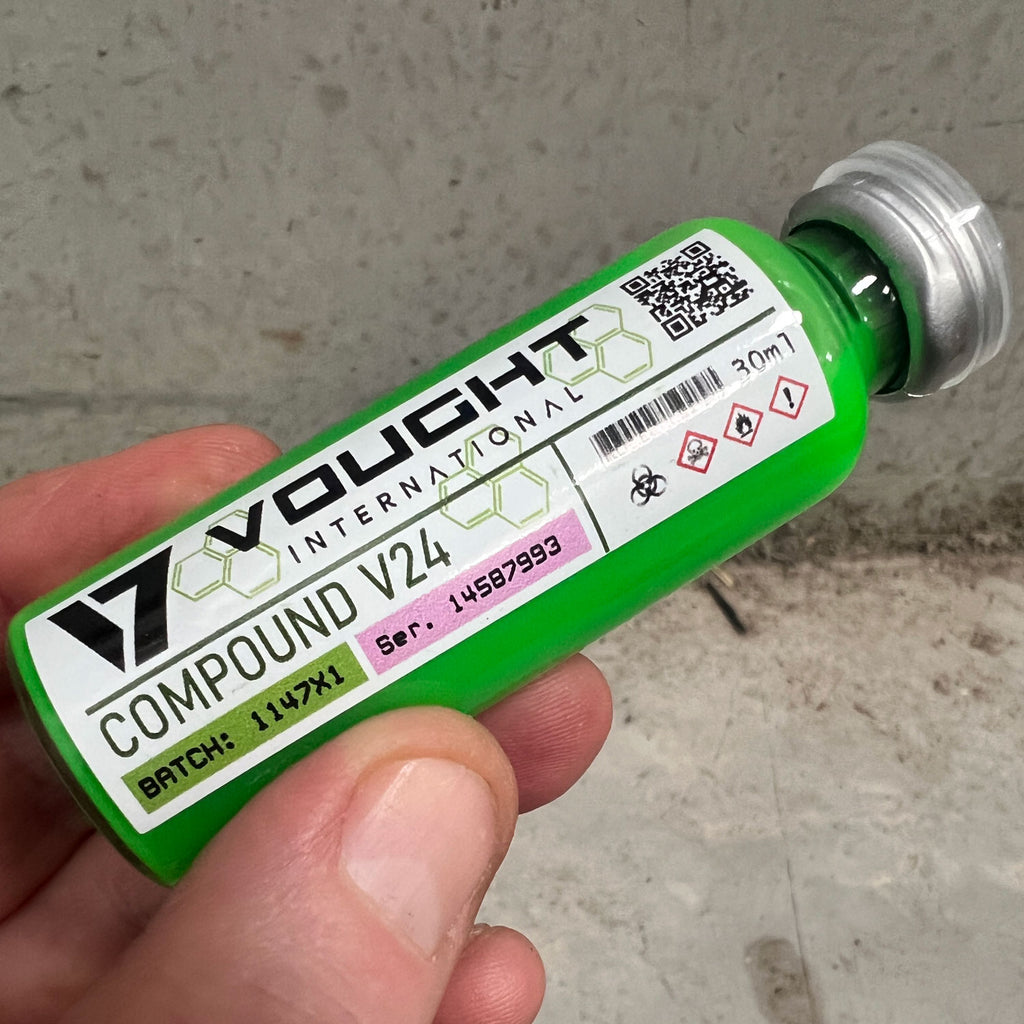 VOUGHT
INTERNATIONAL
COMPOUND V24
BATCH: 1147X1
Ser. 14587993
30ml